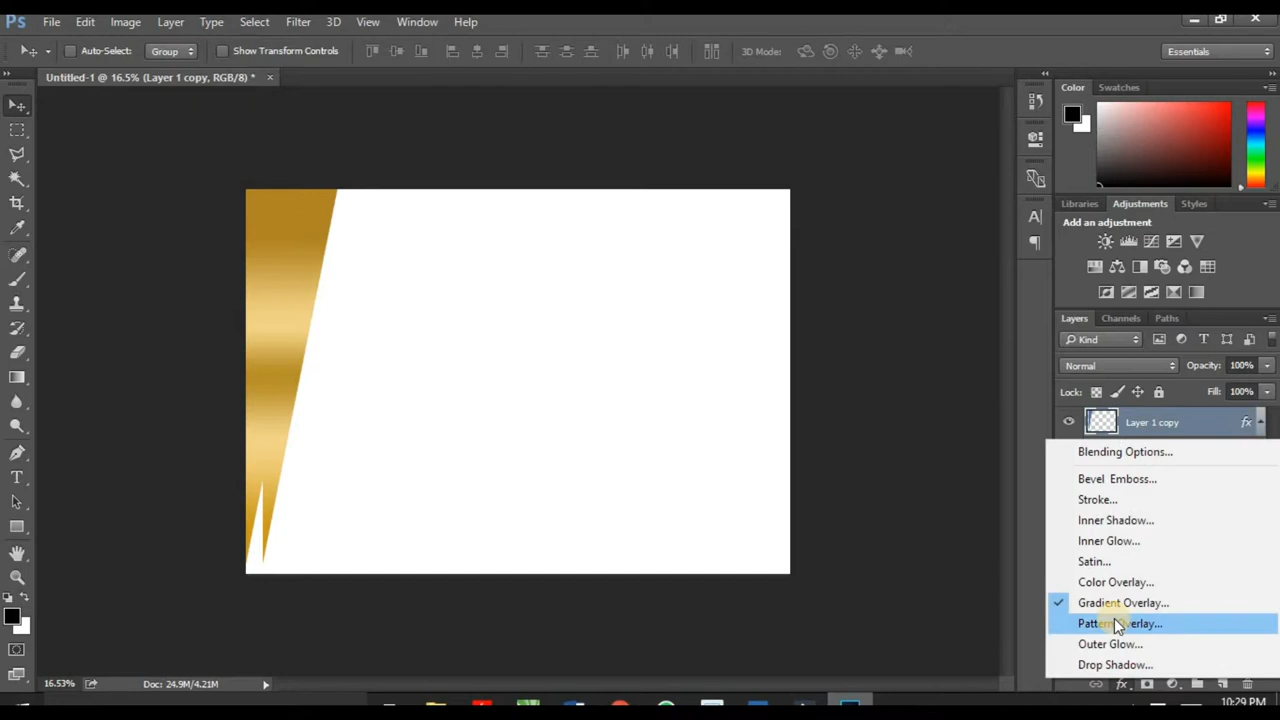 Ps File Edit Image Layer Type Select Filter 3D View Window Help
Auto-Select: Group Show Transform Controls 3D Mode: Essentials
Untitled-1 @ 16.5% (Layer 1 copy, RGB/8) *
Color Swatches
Libraries Adjustments Styles
Add an adjustment
Layers Channels Paths
Kind
Normal Opacity: 100%
Lock: Fill: 100%
Layer 1 copy fx
Blending Options...
Bevel Emboss...
Stroke...
Inner Shadow...
Inner Glow...
Satin...
Color Overlay...
Gradient Overlay...
Pattern Overlay...
Outer Glow...
Drop Shadow...
16.53% Doc: 24.9M/4.21M fx
10:29 PM